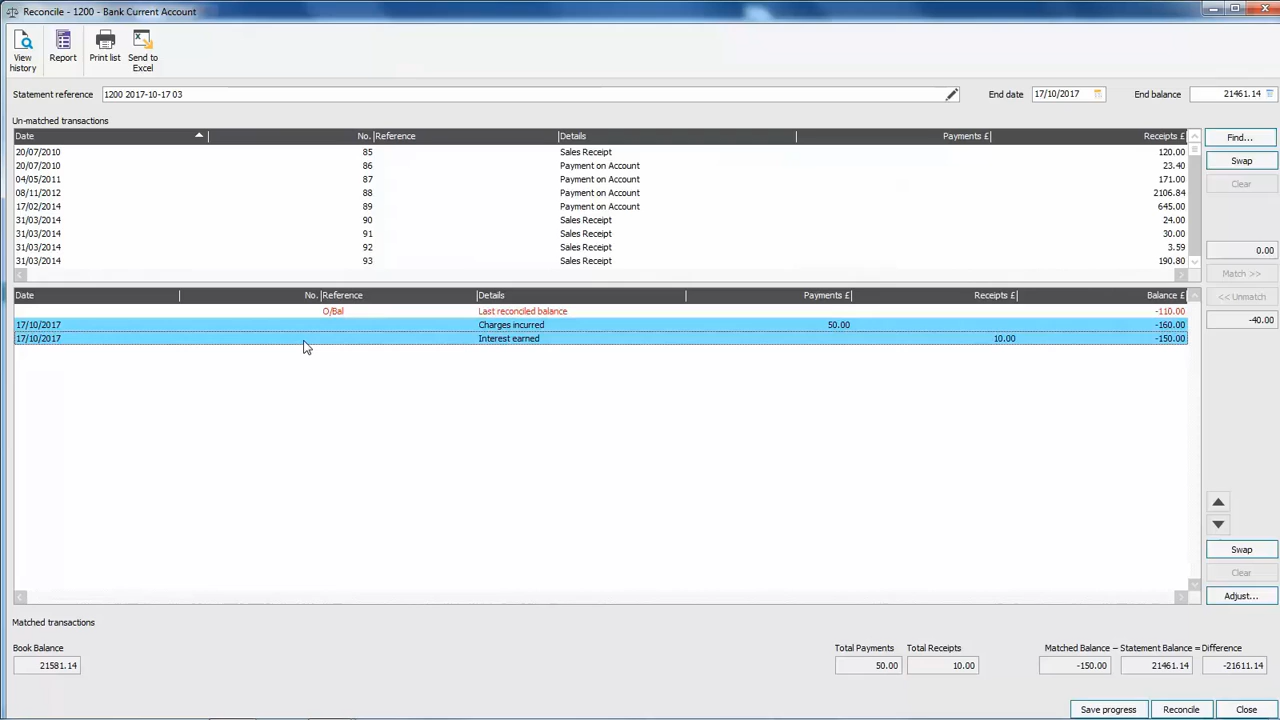 Reconcile - 1200 - Bank Current Account
View history
Report
Print list
Send to Excel
Statement reference 1200 2017-10-17 03 End date 17/10/2017 End balance 21461.14
Un-matched transactions
Date No. Reference Details Payments £ Receipts £
20/07/2010 85 Sales Receipt 120.00
20/07/2010 86 Payment on Account 23.40
04/05/2011 87 Payment on Account 171.00
08/11/2012 88 Payment on Account 2106.84
17/02/2014 89 Payment on Account 645.00
31/03/2014 90 Sales Receipt 24.00
31/03/2014 91 Sales Receipt 30.00
31/03/2014 92 Sales Receipt 3.59
31/03/2014 93 Sales Receipt 190.80
Find...
Swap
Clear
0.00
Match >>
<< Unmatch
-40.00
Date No. Reference Details Payments £ Receipts £ Balance £
O/Bal Last reconciled balance -110.00
17/10/2017 Charges incurred 50.00 -160.00
17/10/2017 Interest earned 10.00 -150.00
Swap
Clear
Adjust...
Matched transactions
Book Balance Total Payments Total Receipts Matched Balance - Statement Balance = Difference
21581.14 50.00 10.00 -150.00 21461.14 -21611.14
Save progress Reconcile Close